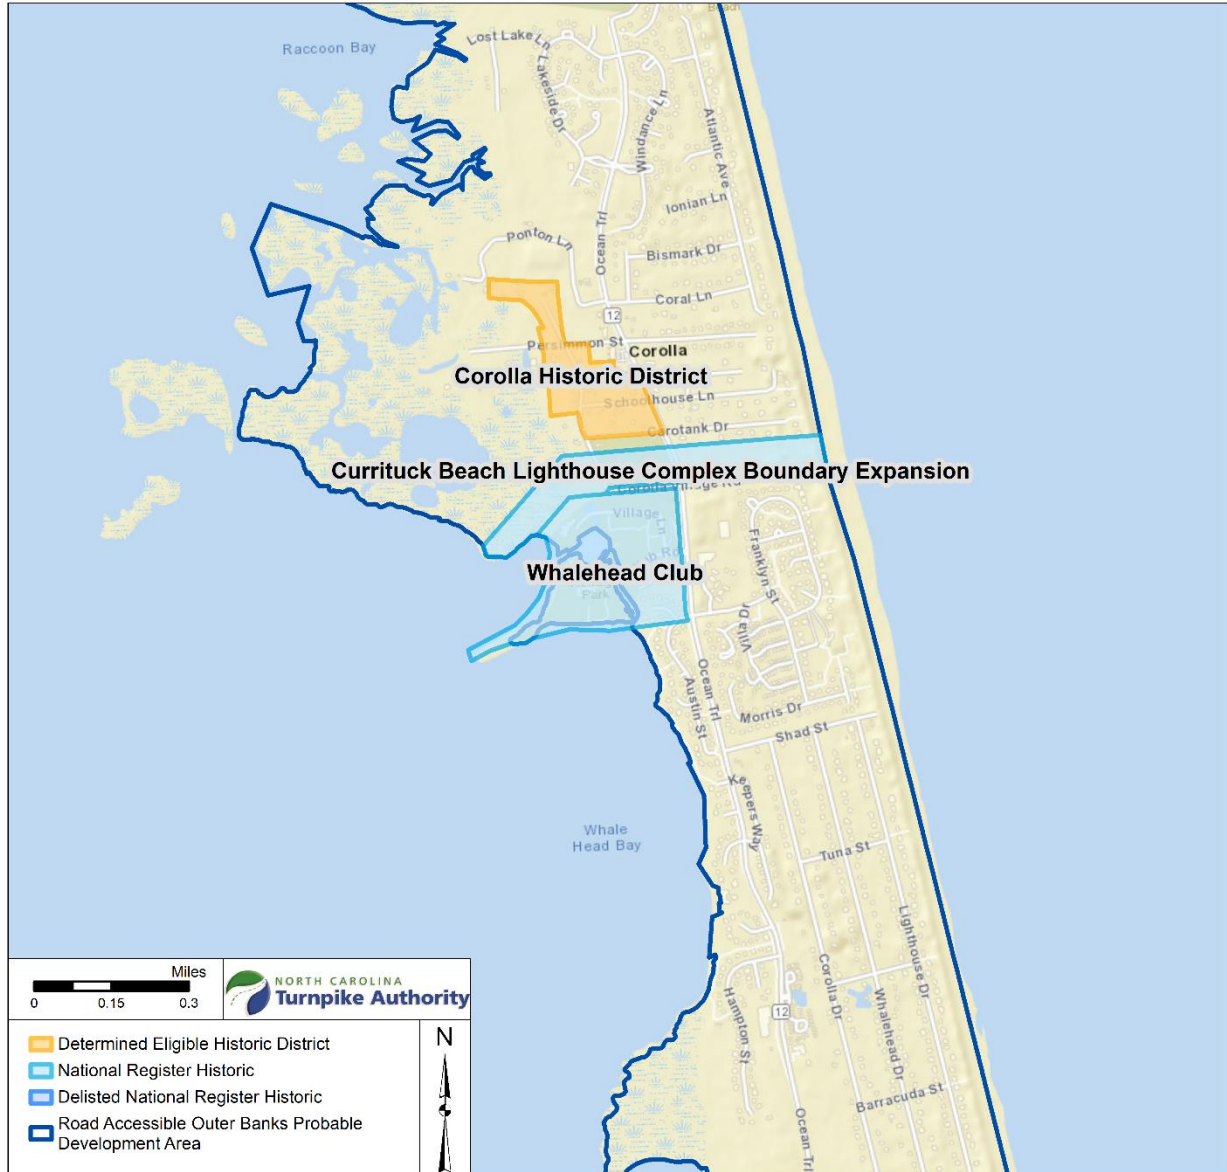 Beach
Raccoon Bay
Lost Lake Ln
Lakeside Dr
Windance Ln
Atlantic Ave
Ionian Ln
Ponton Ln
Ocean Trl
Bismark Dr
Coral Ln
12
Persimmon St
Corolla
Corolla Historic District
Schoolhouse Ln
Carotank Dr
Currituck Beach Lighthouse Complex Boundary Expansion
Village
Ln
Franklyn St
Whalehead Club
Park
Villa Dr
Ocean Trl
Austin St
Morris Dr
Shad St
Keepers Way
Whale
Head Bay
Tuna St
Lighthouse Dr
Corolla Dr
Whalehead Dr
Hampton St
12
Barracuda St
Ocean Trl
Miles
0 0.15 0.3
NORTH CAROLINA
Turnpike Authority
Determined Eligible Historic District
National Register Historic
Delisted National Register Historic
Road Accessible Outer Banks Probable
Development Area
N